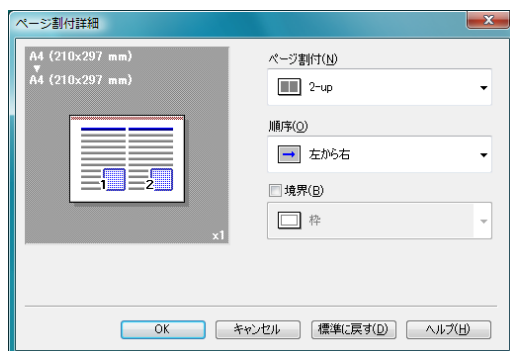 ページ割付詳細
A4 (210x297 mm)
A4 (210x297 mm)
1 2
x1
ページ割付(N)
2-up
順序(O)
左から右
境界(B)
枠
OK キャンセル 標準に戻す(D) ヘルプ(H)